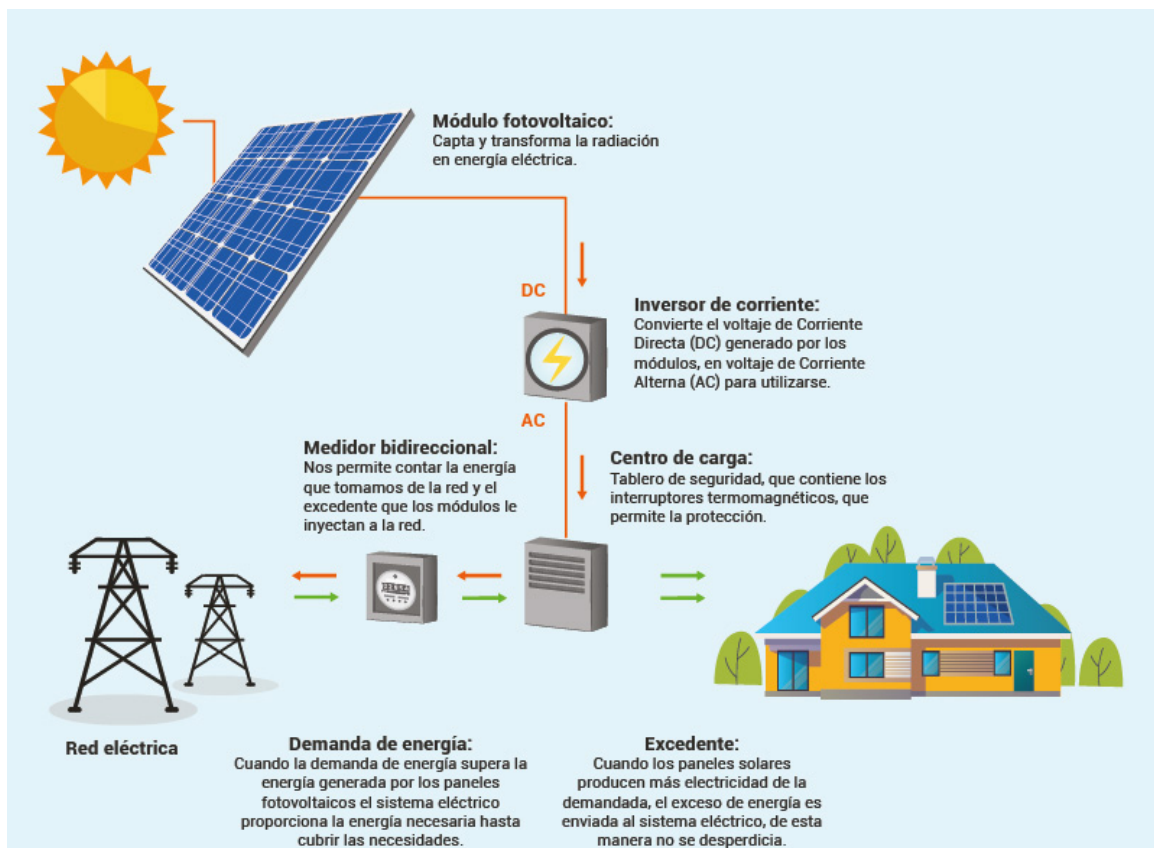 Módulo fotovoltaico:
Capta y transforma la radiación
en energía eléctrica.
DC
Inversor de corriente:
Convierte el voltaje de Corriente
Directa (DC) generado por los
módulos, en voltaje de Corriente
Alterna (AC) para utilizarse.
AC
Medidor bidireccional:
Nos permite contar la energía
que tomamos de la red y el
excedente que los módulos le
inyectan a la red.
Centro de carga:
Tablero de seguridad, que contiene los
interruptores termomagnéticos, que
permite la protección.
Red eléctrica
Demanda de energía:
Cuando la demanda de energía supera la
energía generada por los paneles
fotovoltaicos el sistema eléctrico
proporciona la energía necesaria hasta
cubrir las necesidades.
Excedente:
Cuando los paneles solares
producen más electricidad de la
demandada, el exceso de energía es
enviada al sistema eléctrico, de esta
manera no se desperdicia.